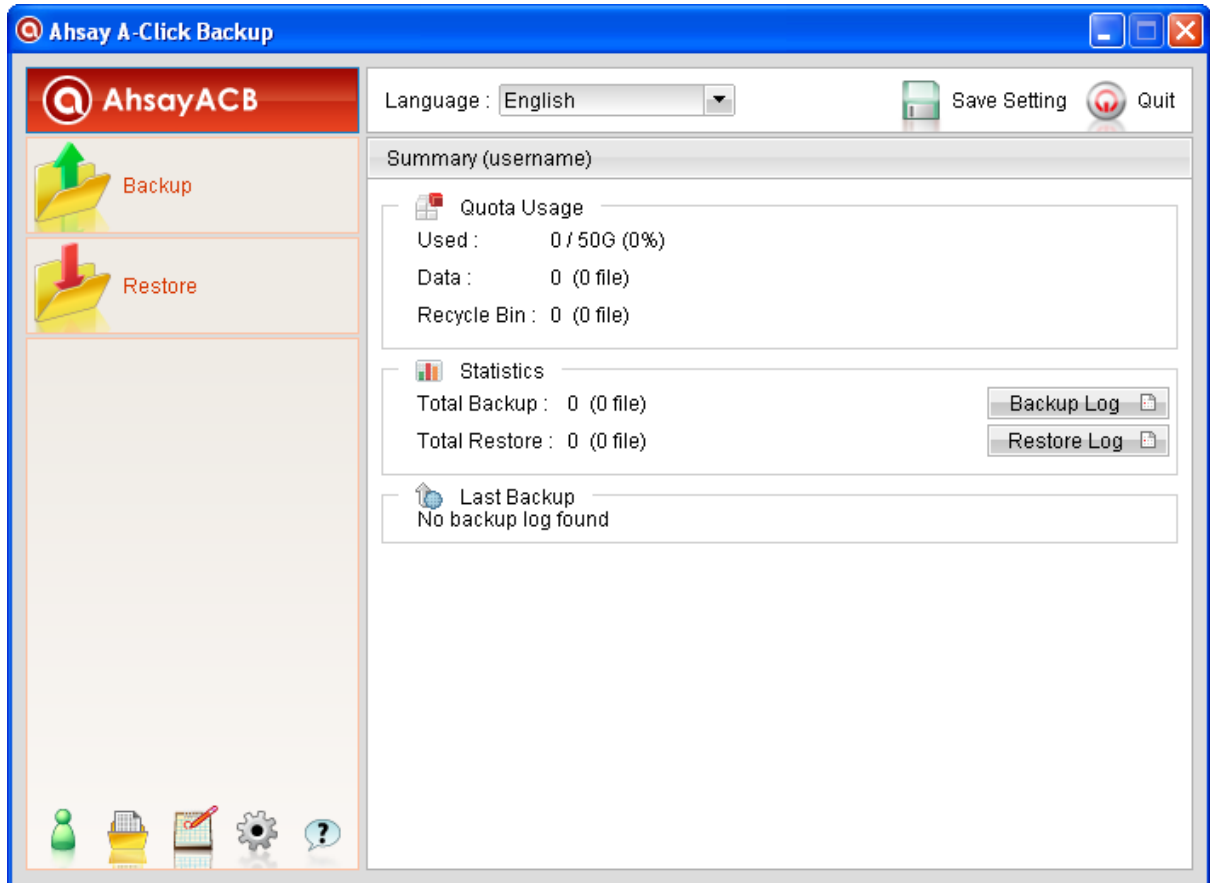 Ahsay A-Click Backup
AhsayACB
Language : English
Save Setting
Quit
Backup
Restore
Summary (username)
Quota Usage
Used : 0 / 50G (0%)
Data : 0 (0 file)
Recycle Bin : 0 (0 file)
Statistics
Total Backup : 0 (0 file)
Backup Log
Total Restore : 0 (0 file)
Restore Log
Last Backup
No backup log found
?